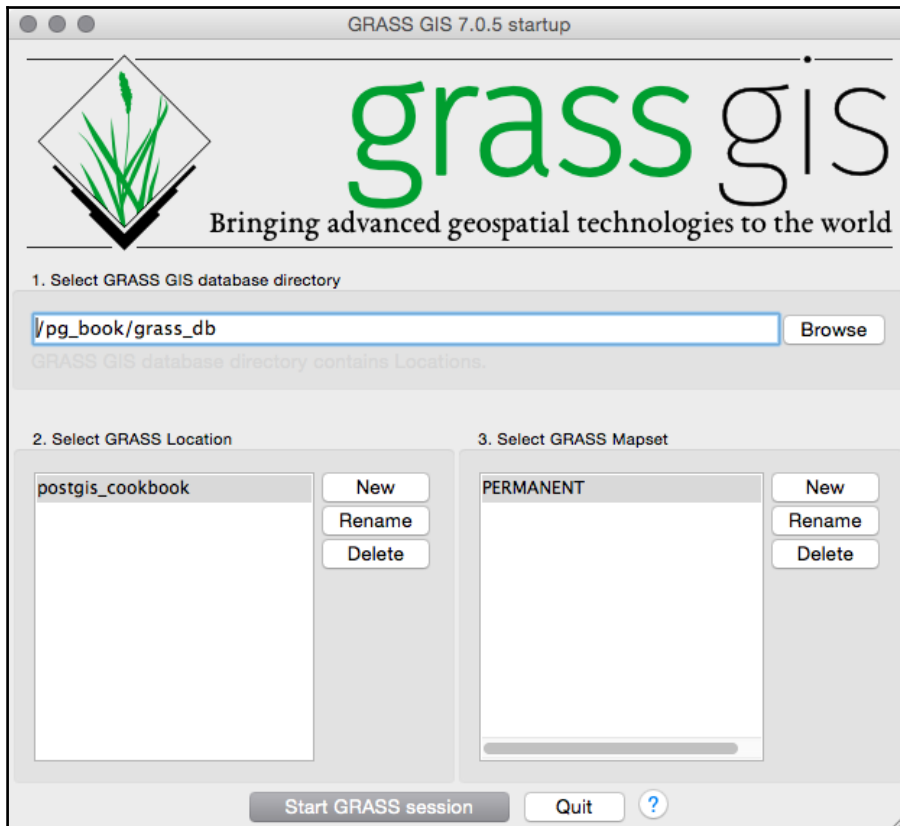 GRASS GIS 7.0.5 startup
grass gis
Bringing advanced geospatial technologies to the world
1. Select GRASS GIS database directory
/pg_book/grass_db
Browse
GRASS GIS database directory contains Locations.
2. Select GRASS Location
3. Select GRASS Mapset
postgis_cookbook
New
Rename
Delete
PERMANENT
New
Rename
Delete
Start GRASS session
Quit
?